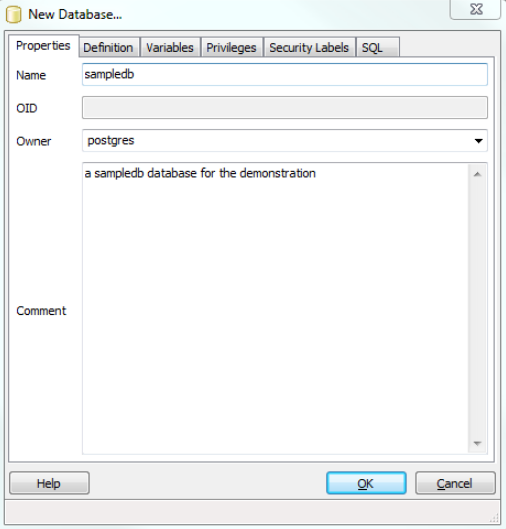 New Database...
Properties Definition Variables Privileges Security Labels SQL
Name sampledb
OID
Owner postgres
a sampledb database for the demonstration
Comment
Help OK Cancel